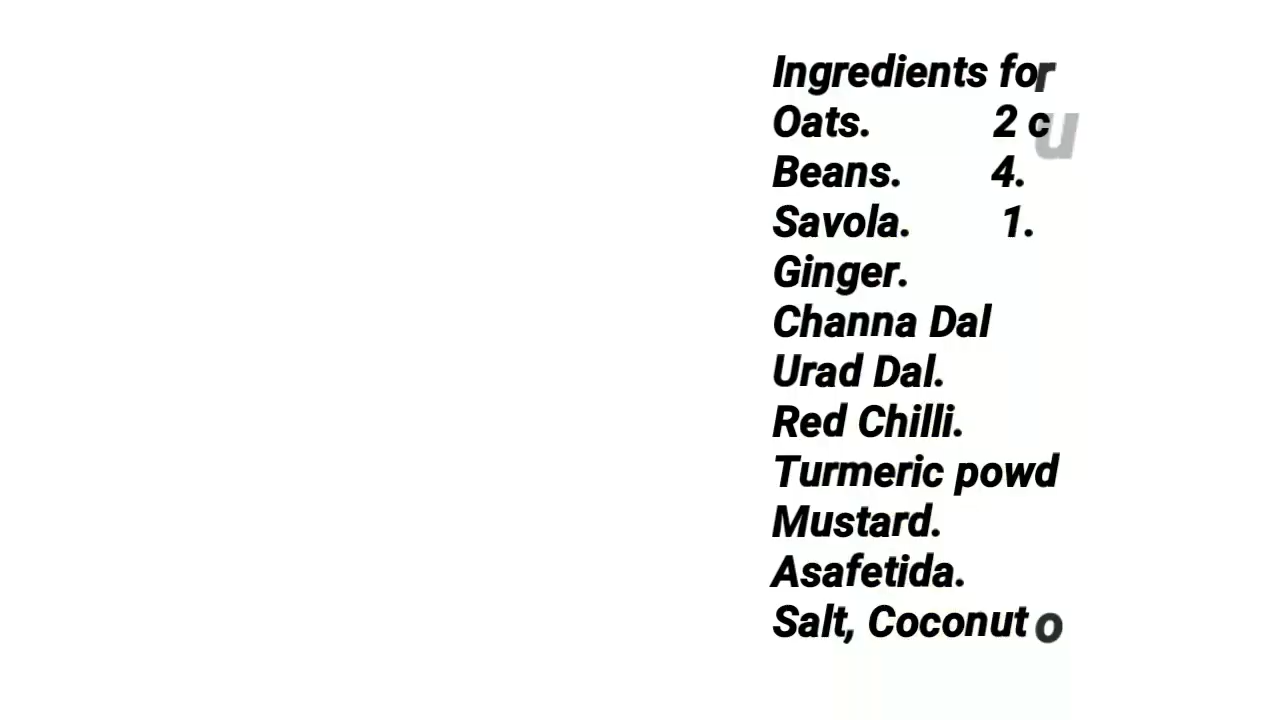 Ingredients for
Oats. 2 cu
Beans. 4.
Savola. 1.
Ginger.
Channa Dal
Urad Dal.
Red Chilli.
Turmeric powd
Mustard.
Asafetida.
Salt, Coconut o